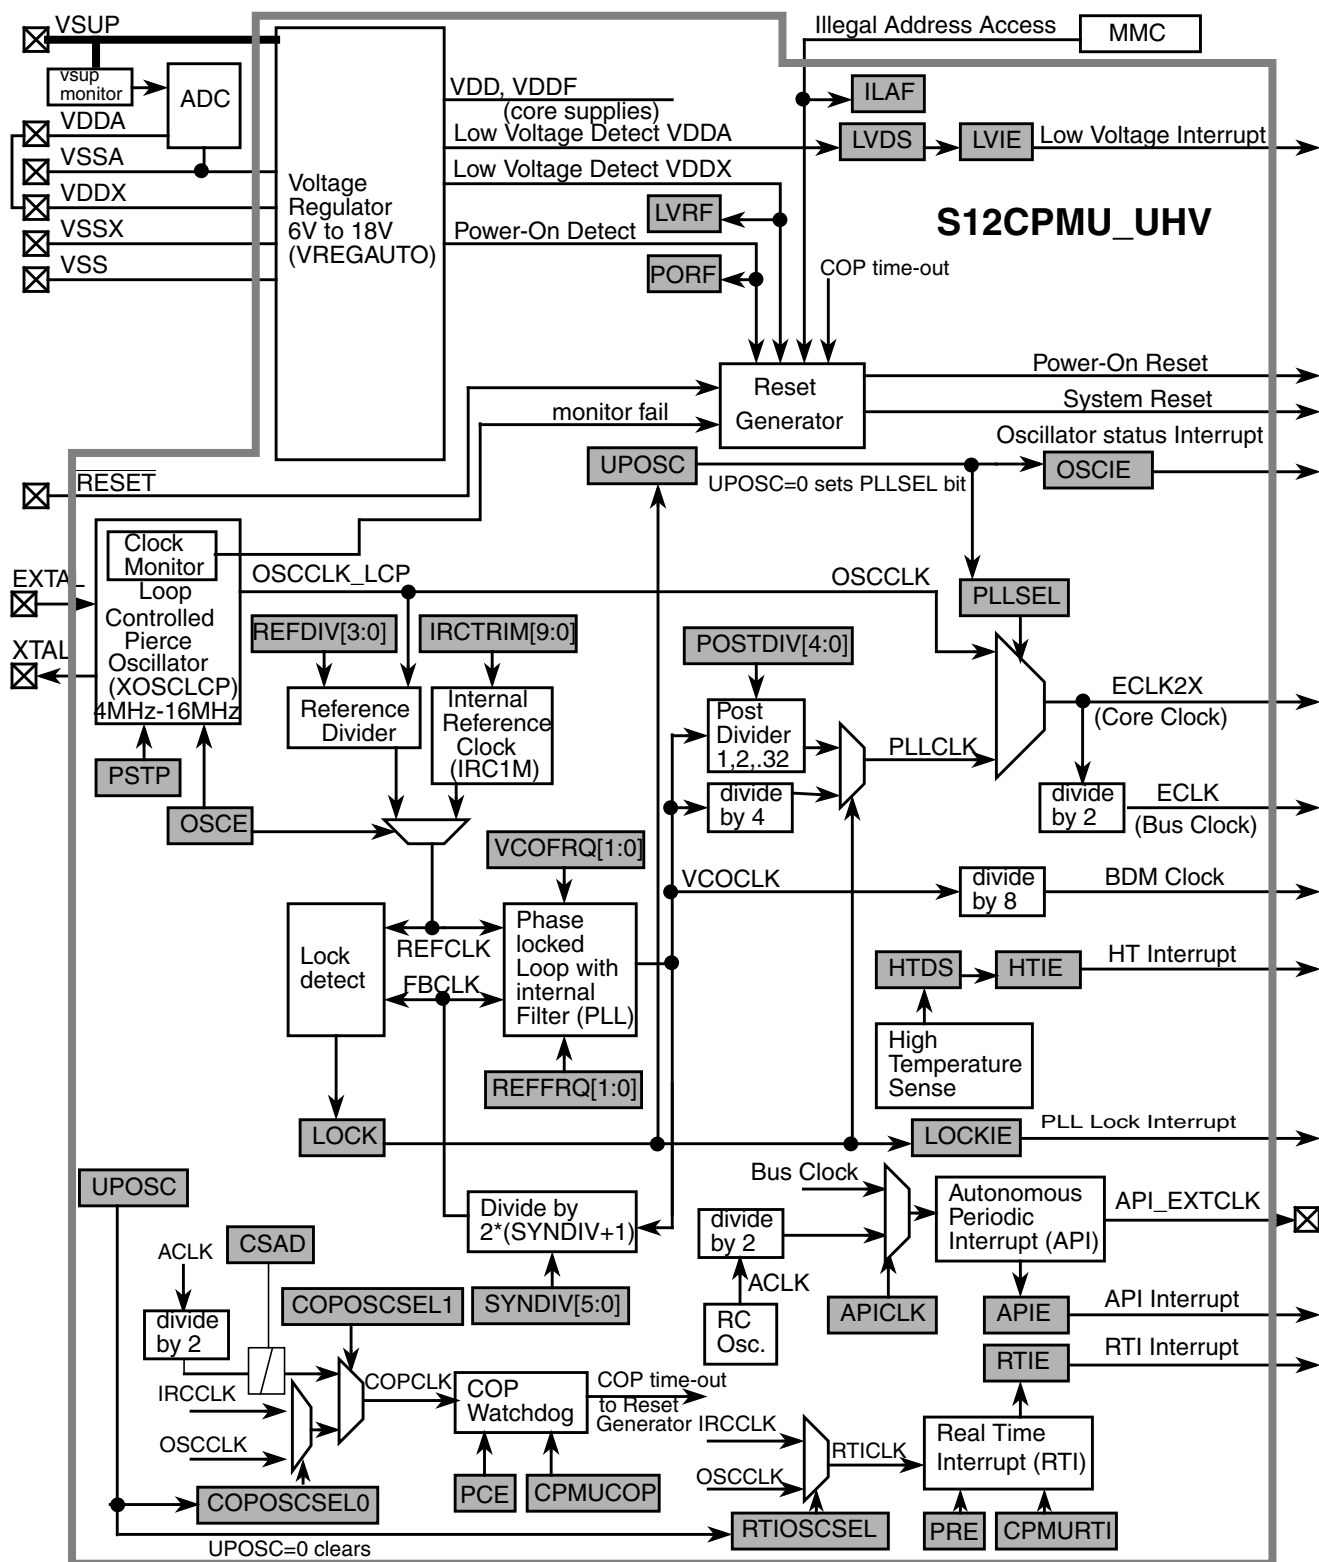 VSUP
Illegal Address Access
MMC
vsup
monitor
ADC
VDD, VDDF
(core supplies)
ILAF
VDDA
Low Voltage Detect VDDA
LVDS
LVIE
Low Voltage Interrupt
VSSA
Low Voltage Detect VDDX
VDDX
Voltage
Regulator
6V to 18V
(VREGAUTO)
LVRF
S12CPMU_UHV
VSSX
Power-On Detect
VSS
PORF
COP time-out
Reset
Generator
Power-On Reset
System Reset
monitor fail
Oscillator status Interrupt
UPOSC
OSCIE
RESET
UPOSC=0 sets PLLSEL bit
Clock
Monitor
EXTAL
Loop
Controlled
Pierce
Oscillator
(XOSCLCP)
4MHz-16MHz
XTAL
OSCCLK_LCP
OSCCLK
PLLSEL
REFDIV[3:0]
IRCTRIM[9:0]
POSTDIV[4:0]
Reference
Divider
Internal
Reference
Clock
(IRC1M)
Post
Divider
1,2,.32
PLLCLK
ECLK2X
(Core Clock)
PSTP
OSCE
divide
by 4
divide
by 2
ECLK
(Bus Clock)
VCOFRQ[1:0]
VCOCLK
divide
by 8
BDM Clock
Lock
detect
REFCLK
FBCLK
Phase
locked
Loop with
internal
Filter (PLL)
HTDS
HTIE
HT Interrupt
High
Temperature
Sense
REFFRQ[1:0]
LOCK
LOCKIE
PLL Lock Interrupt
UPOSC
Bus Clock
Divide by
2*(SYNDIV+1)
divide
by 2
Autonomous
Periodic
Interrupt (API)
API_EXTCLK
CSAD
ACLK
ACLK
COPOSCSEL1
SYNDIV[5:0]
RC
Osc.
APICLK
APIE
API Interrupt
divide
by 2
RTIE
RTI Interrupt
IRCCLK
COPCLK
COP
Watchdog
COP time-out
to Reset
Generator
IRCCLK
OSCCLK
RTICLK
Real Time
Interrupt (RTI)
OSCCLK
COPOSCSEL0
PCE
CPMUCOP
RTIOSCSEL
PRE
CPMURTI
UPOSC=0 clears